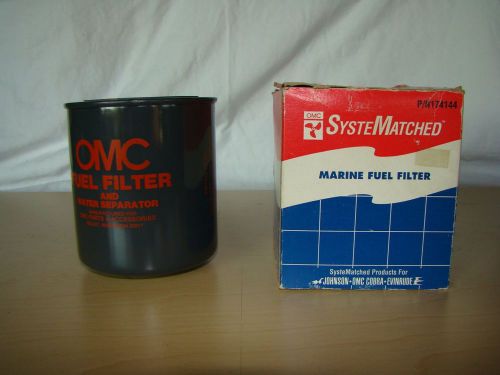 OMC
FUEL FILTER
AND
WATER SEPARATOR
P/N174144
OMC
SYSTEMATCHED
MARINE FUEL FILTER
SysteMatched Products For
JOHNSON-OMC COBRA-EVINRUDE